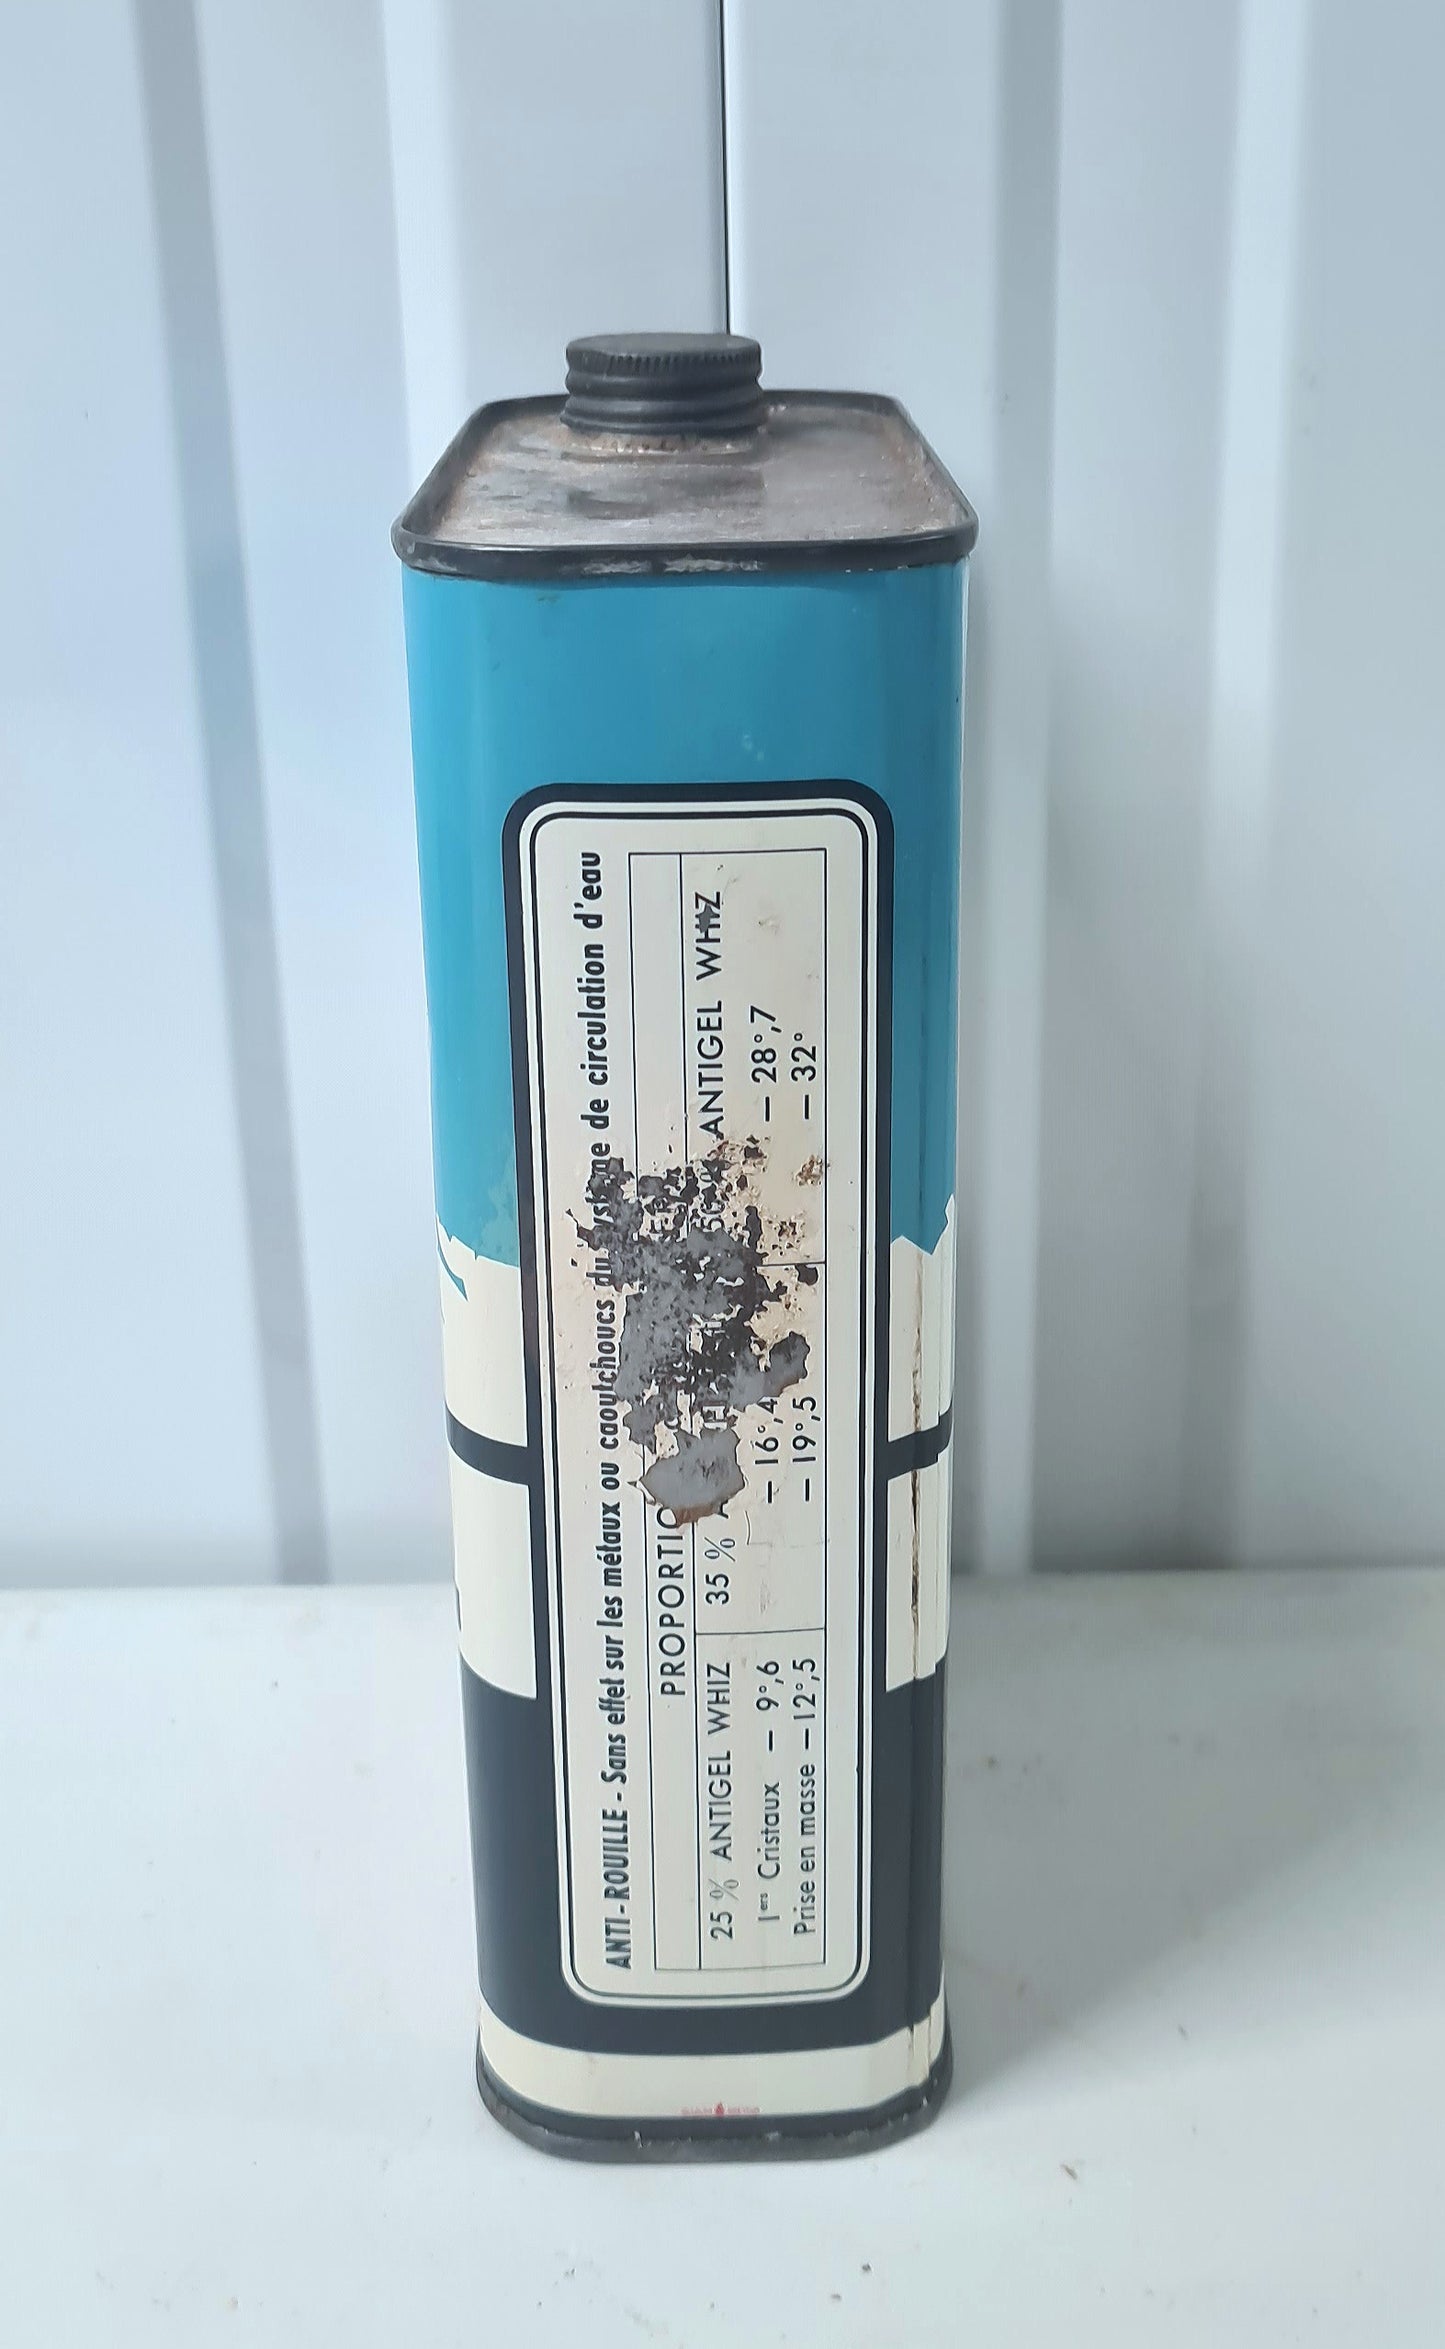 ANTI-ROUILLE - Sans effet sur les métaux ou caoutchoucs du système de circulation d'eau
PROPORTIO
25 % ANTIGEL WHIZ 35 % A ANTIGEL WHIZ
1ers Cristaux — 9°,6 — 16°,4 — 28°,7
Prise en masse — 12°,5 — 19°,5 — 32°